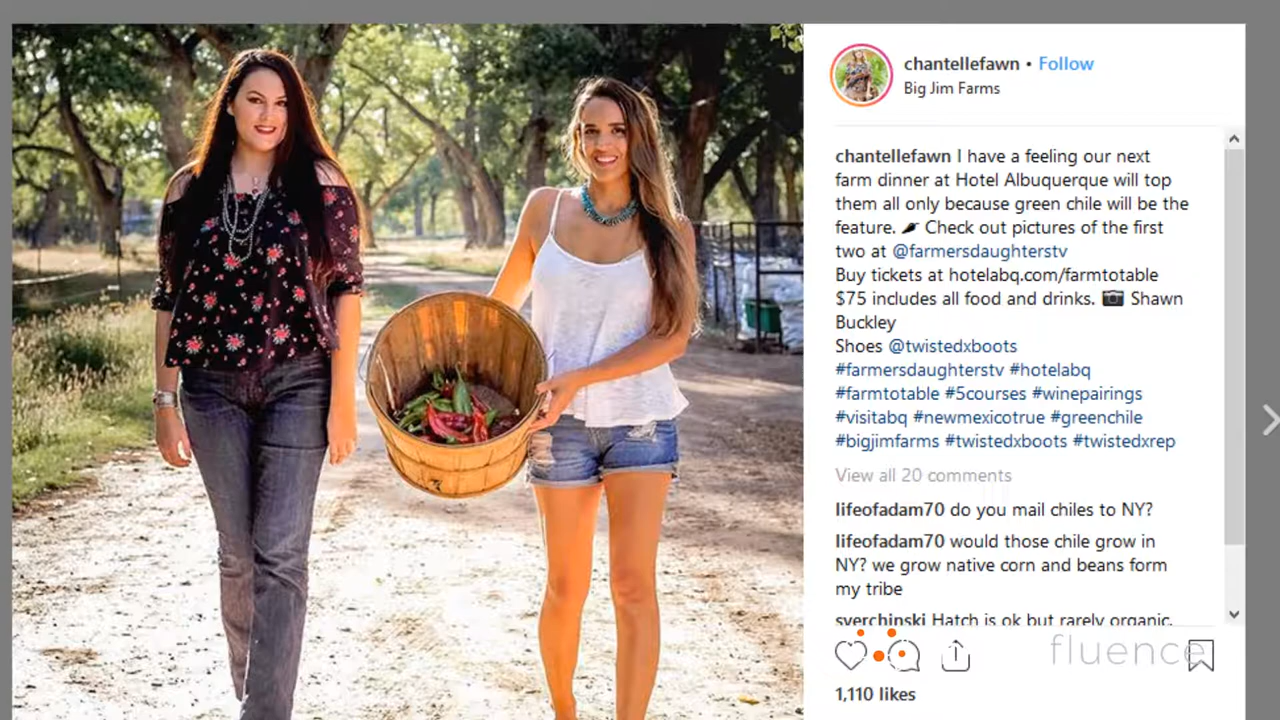 chantellefawn • Follow
Big Jim Farms
chantellefawn I have a feeling our next
farm dinner at Hotel Albuquerque will top
them all only because green chile will be the
feature. 🌶 Check out pictures of the first
two at @farmersdaughterstv
Buy tickets at hotelabq.com/farmtotable
$75 includes all food and drinks. 📷 Shawn
Buckley
Shoes @twistedxboots
#farmersdaughterstv #hotelabq
#farmtotable #5courses #winepairings
#visitabq #newmexicotrue #greenchile
#bigjimfarms #twistedxboots #twistedxrep
View all 20 comments
lifeofadam70 do you mail chiles to NY?
lifeofadam70 would those chile grow in
NY? we grow native corn and beans form
my tribe
syerchinski Hatch is ok but rarely organic.
fluence
1,110 likes